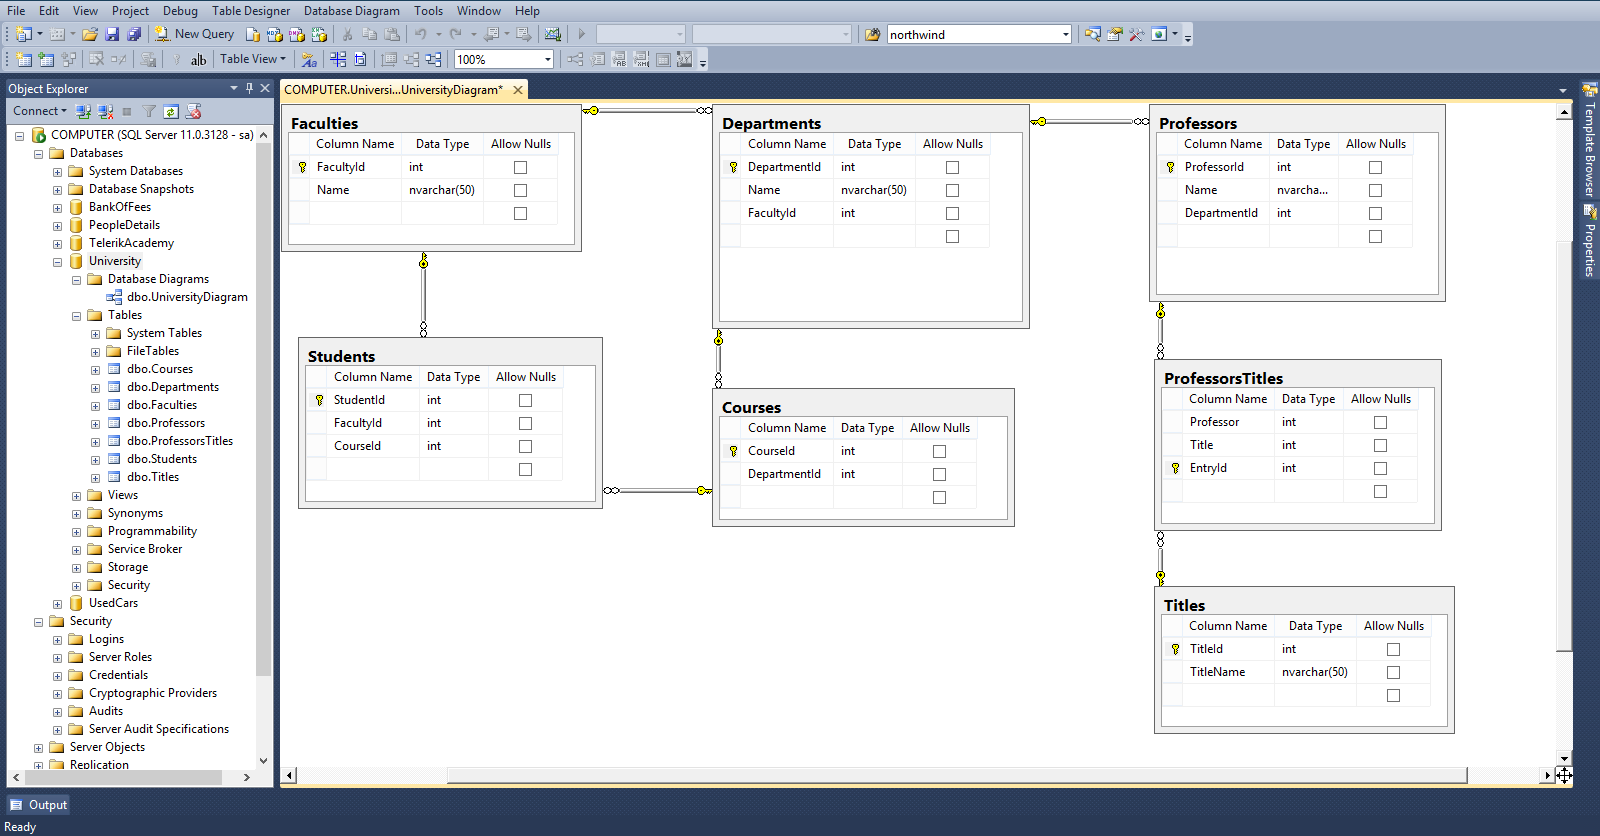 File Edit View Project Debug Table Designer Database Diagram Tools Window Help
New Query northwind
ab| Table View 100%
Object Explorer
Connect
COMPUTER (SQL Server 11.0.3128 - sa)
Databases
System Databases
Database Snapshots
BankOfFees
PeopleDetails
TelerikAcademy
University
Database Diagrams
dbo.UniversityDiagram
Tables
System Tables
FileTables
dbo.Courses
dbo.Departments
dbo.Faculties
dbo.Professors
dbo.ProfessorsTitles
dbo.Students
dbo.Titles
Views
Synonyms
Programmability
Service Broker
Storage
Security
UsedCars
Security
Logins
Server Roles
Credentials
Cryptographic Providers
Audits
Server Audit Specifications
Server Objects
Replication
COMPUTER.Universi...UniversityDiagram*
Faculties
Column Name Data Type Allow Nulls
FacultyId int
Name nvarchar(50)
Departments
Column Name Data Type Allow Nulls
DepartmentId int
Name nvarchar(50)
FacultyId int
Professors
Column Name Data Type Allow Nulls
ProfessorId int
Name nvarcha...
DepartmentId int
Students
Column Name Data Type Allow Nulls
StudentId int
FacultyId int
CourseId int
Courses
Column Name Data Type Allow Nulls
CourseId int
DepartmentId int
ProfessorsTitles
Column Name Data Type Allow Nulls
Professor int
Title int
EntryId int
Titles
Column Name Data Type Allow Nulls
TitleId int
TitleName nvarchar(50)
Template Browser
Properties
Output
Ready